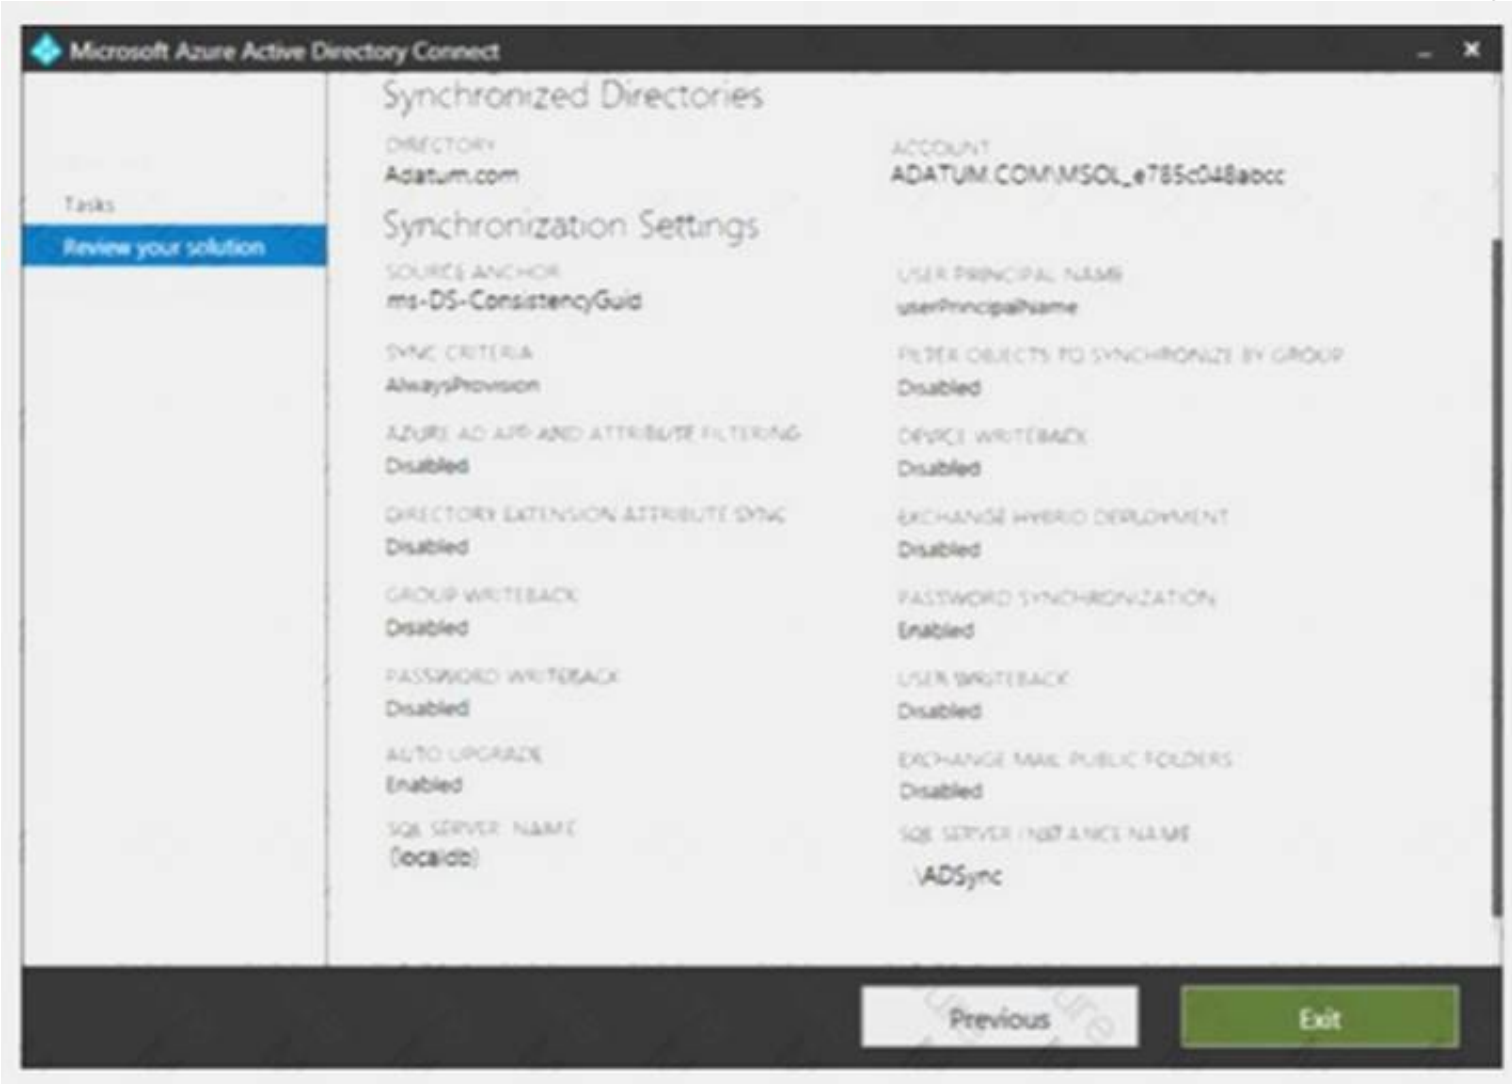 Microsoft Azure Active Directory Connect
Synchronized Directories
DIRECTORY ACCOUNT
Adatum.com ADATUM.COM\MSOL_e785c048abcc
Tasks
Review your solution
Synchronization Settings
SOURCE ANCHOR USER PRINCIPAL NAME
ms-DS-ConsistencyGuid userPrincipalName
SYNC CRITERIA FILTER OBJECTS TO SYNCHRONIZE BY GROUP
AlwaysProvision Disabled
AZURE AD APP AND ATTRIBUTE FILTERING DEVICE WRITEBACK
Disabled Disabled
DIRECTORY EXTENSION ATTRIBUTE SYNC EXCHANGE HYBRID DEPLOYMENT
Disabled Disabled
GROUP WRITEBACK PASSWORD SYNCHRONIZATION
Disabled Enabled
PASSWORD WRITEBACK USER WRITEBACK
Disabled Disabled
AUTO UPGRADE EXCHANGE MAIL PUBLIC FOLDERS
Enabled Disabled
SQL SERVER NAME SQL SERVER INSTANCE NAME
(localdb) .\ADSync
Previous Exit